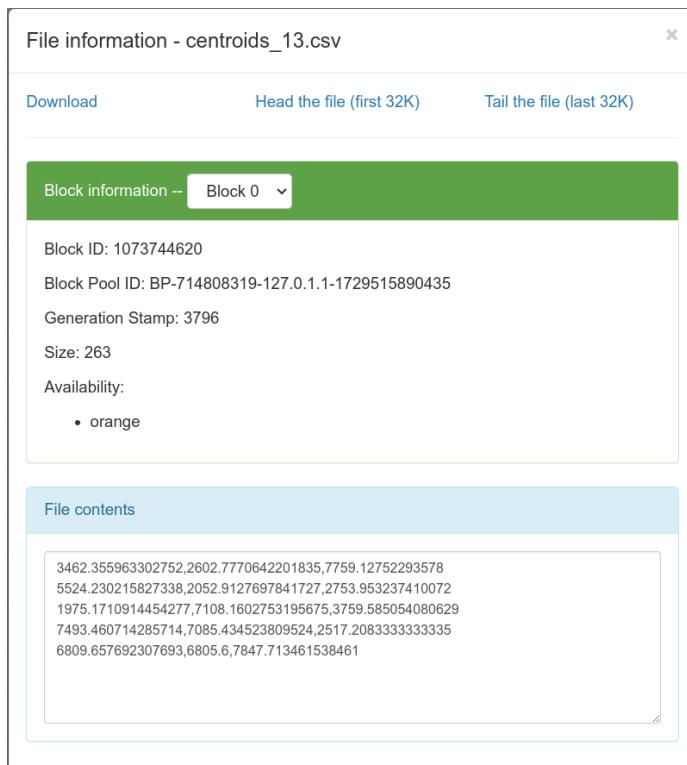 File information - centroids_13.csv
×
Download Head the file (first 32K) Tail the file (last 32K)
Block information -- Block 0
Block ID: 1073744620
Block Pool ID: BP-714808319-127.0.1.1-1729515890435
Generation Stamp: 3796
Size: 263
Availability:
• orange
File contents
3462.355963302752,2602.7770642201835,7759.12752293578
5524.230215827338,2052.9127697841727,2753.953237410072
1975.1710914454277,7108.1602753195675,3759.585054080629
7493.460714285714,7085.434523809524,2517.2083333333335
6809.657692307693,6805.6,7847.713461538461